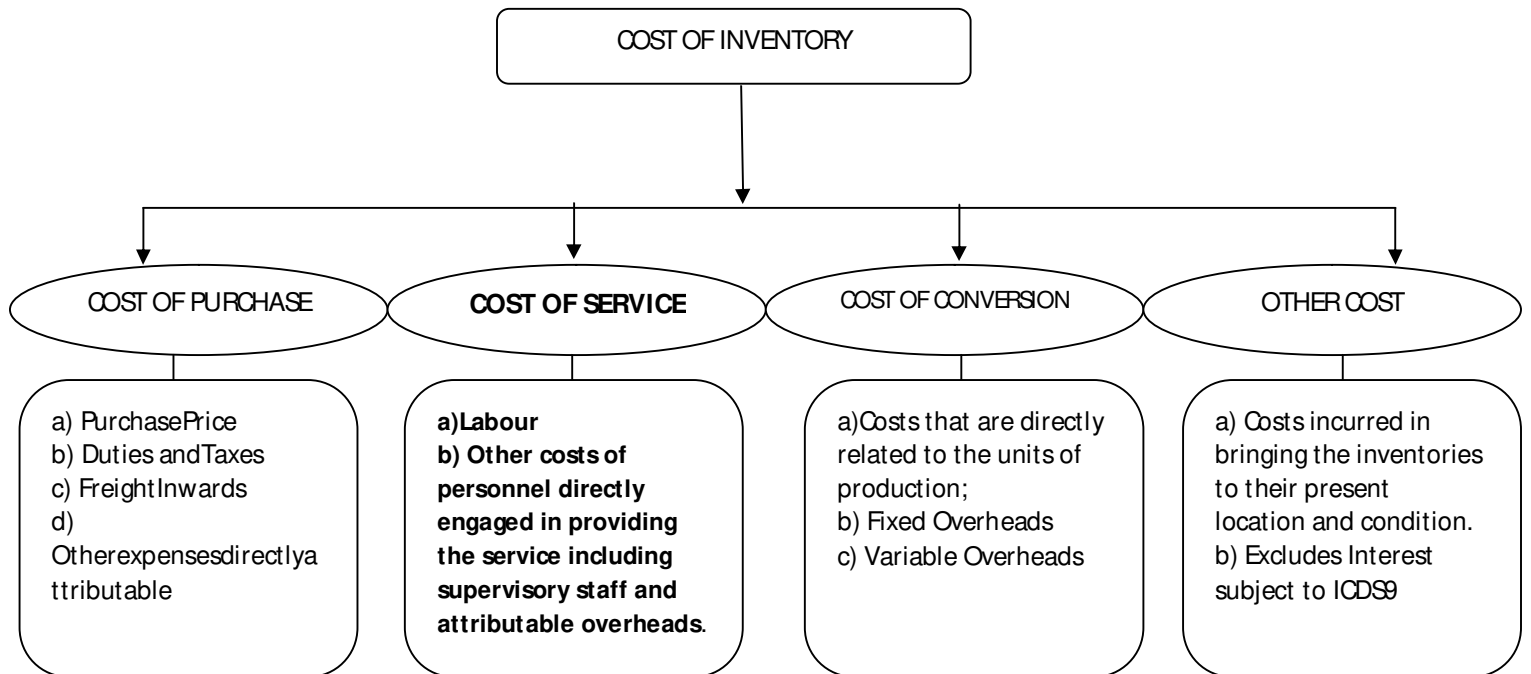 COST OF INVENTORY
COST OF PURCHASE
COST OF SERVICE
COST OF CONVERSION
OTHER COST
a) PurchasePrice
b) Duties andTaxes
c) FreightInwards
d)
Otherexpensesdirectlya
ttributable
a)Labour
b) Other costs of
personnel directly
engaged in providing
the service including
supervisory staff and
attributable overheads.
a)Costs that are directly
related to the units of
production;
b) Fixed Overheads
c) Variable Overheads
a) Costs incurred in
bringing the inventories
to their present
location and condition.
b) Excludes Interest
subject to ICDS9